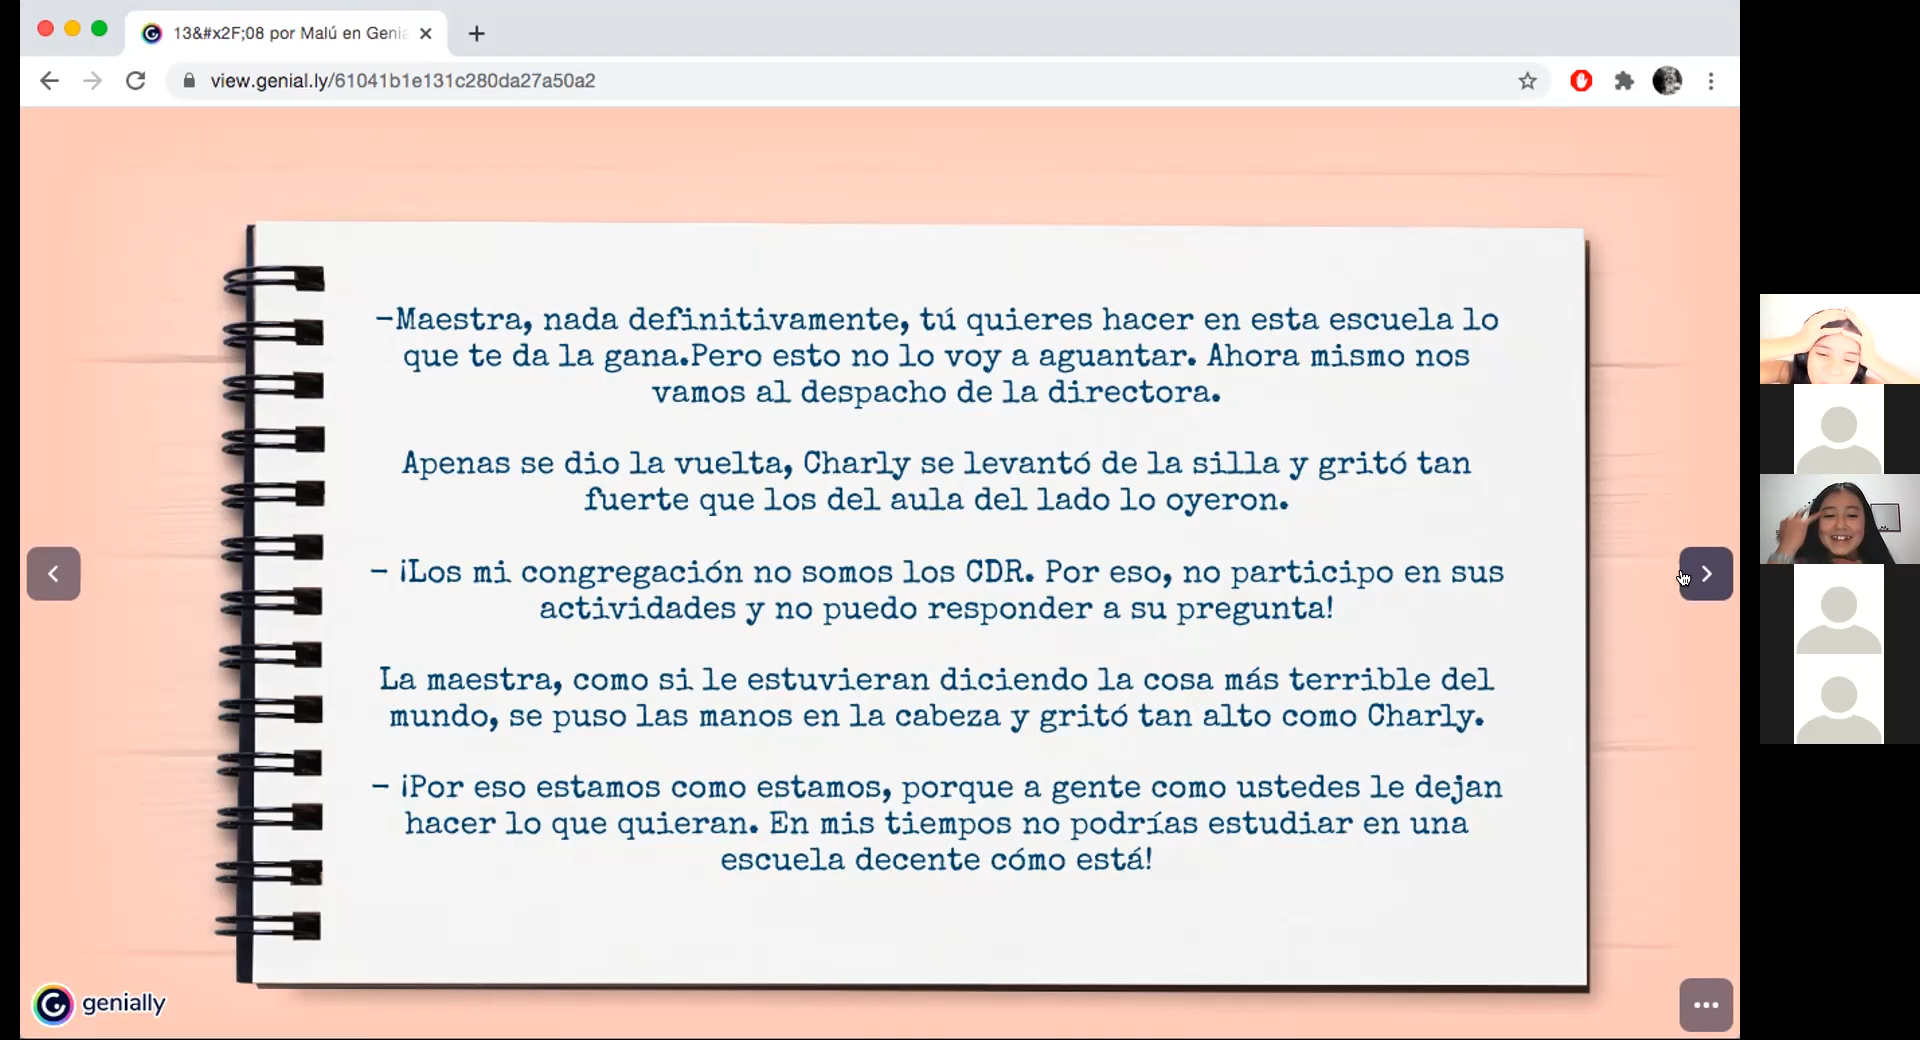 13&#x2F;08 por Malú en Genia
view.genial.ly/61041b1e131c280da27a50a2
-Maestra, nada definitivamente, tú quieres hacer en esta escuela lo
que te da la gana.Pero esto no lo voy a aguantar. Ahora mismo nos
vamos al despacho de la directora.
Apenas se dio la vuelta, Charly se levantó de la silla y gritó tan
fuerte que los del aula del lado lo oyeron.
- ¡Los mi congregación no somos los CDR. Por eso, no participo en sus
actividades y no puedo responder a su pregunta!
La maestra, como si le estuvieran diciendo la cosa más terrible del
mundo, se puso las manos en la cabeza y gritó tan alto como Charly.
- ¡Por eso estamos como estamos, porque a gente como ustedes le dejan
hacer lo que quieran. En mis tiempos no podrías estudiar en una
escuela decente cómo está!
genially